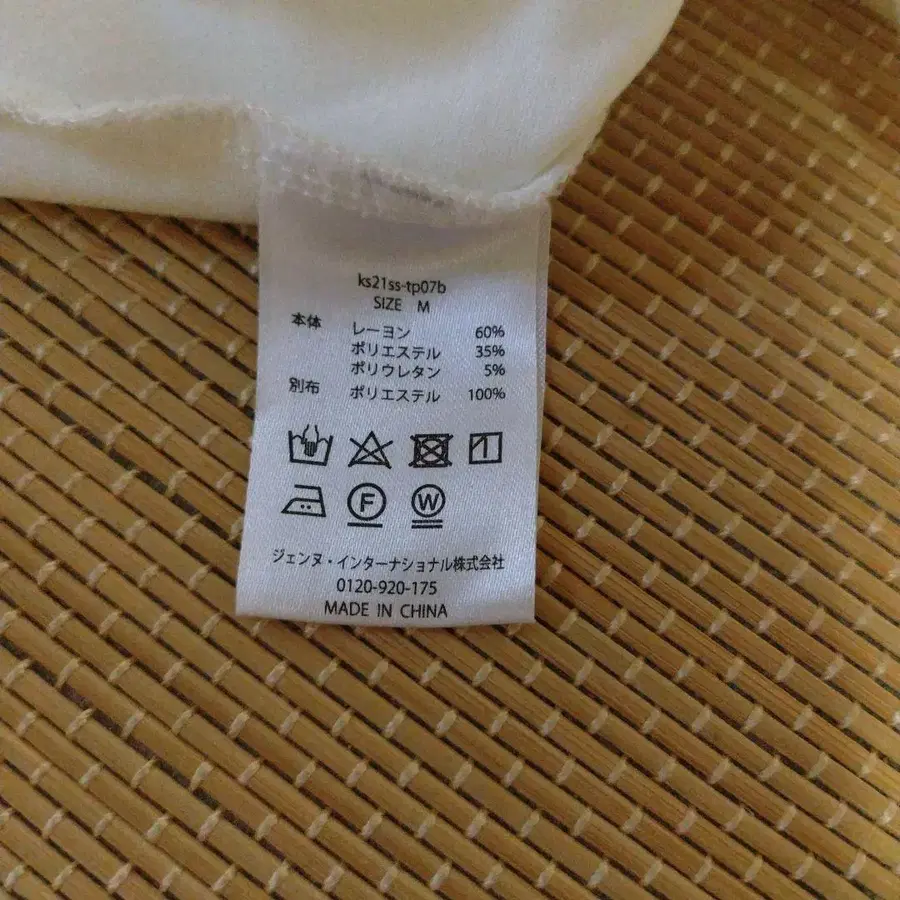 ks21ss-tp07b
SIZE M
本体 レーヨン 60%
ポリエステル 35%
ポリウレタン 5%
別布 ポリエステル 100%
F W
ジェンヌ・インターナショナル株式会社
0120-920-175
MADE IN CHINA